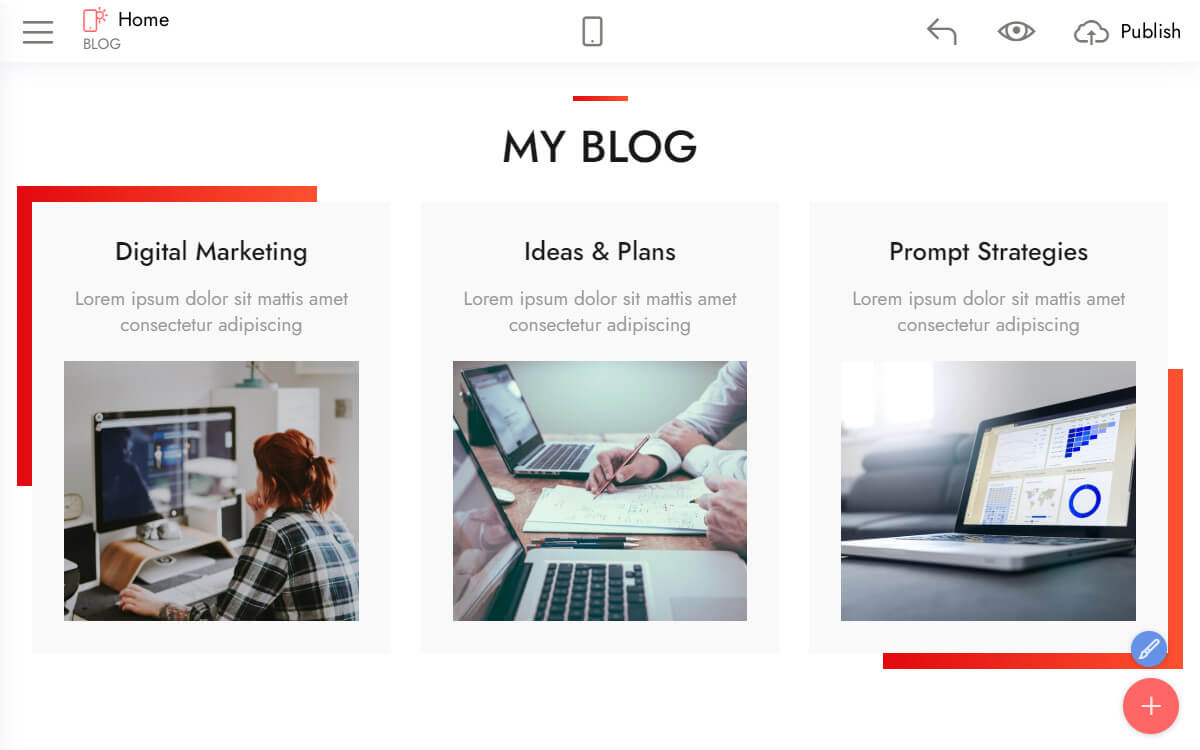 Home
BLOG
Publish
MY BLOG
Digital Marketing
Lorem ipsum dolor sit mattis amet
consectetur adipiscing
Ideas & Plans
Lorem ipsum dolor sit mattis amet
consectetur adipiscing
Prompt Strategies
Lorem ipsum dolor sit mattis amet
consectetur adipiscing